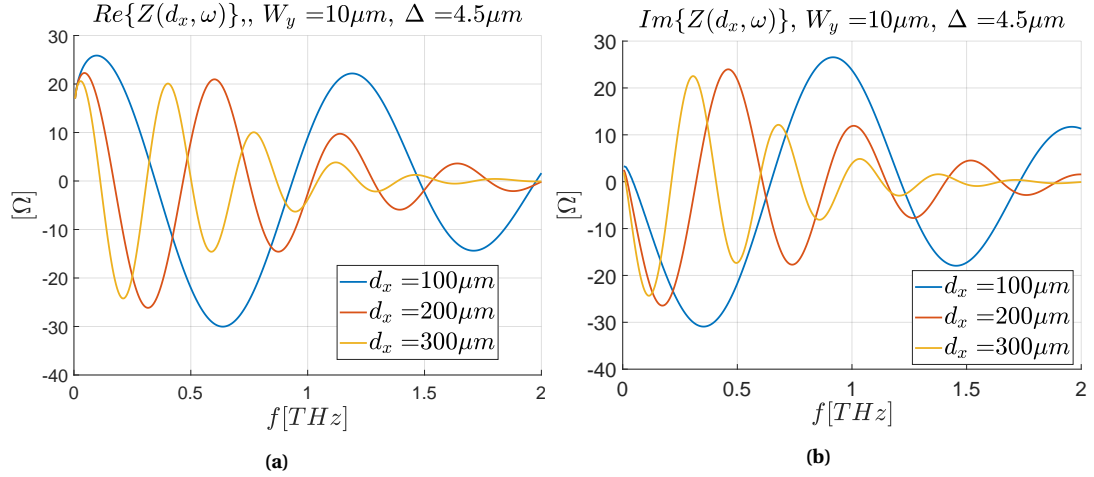 Re{Z(d_x, ω)},, W_y =10μm, Δ =4.5μm
30
20
10
0
-10
-20
-30
-40
[Ω]
0 0.5 1 1.5 2
f[THz]
d_x =100μm
d_x =200μm
d_x =300μm
(a)
Im{Z(d_x, ω)}, W_y =10μm, Δ =4.5μm
30
20
10
0
-10
-20
-30
-40
[Ω]
0 0.5 1 1.5 2
f[THz]
d_x =100μm
d_x =200μm
d_x =300μm
(b)